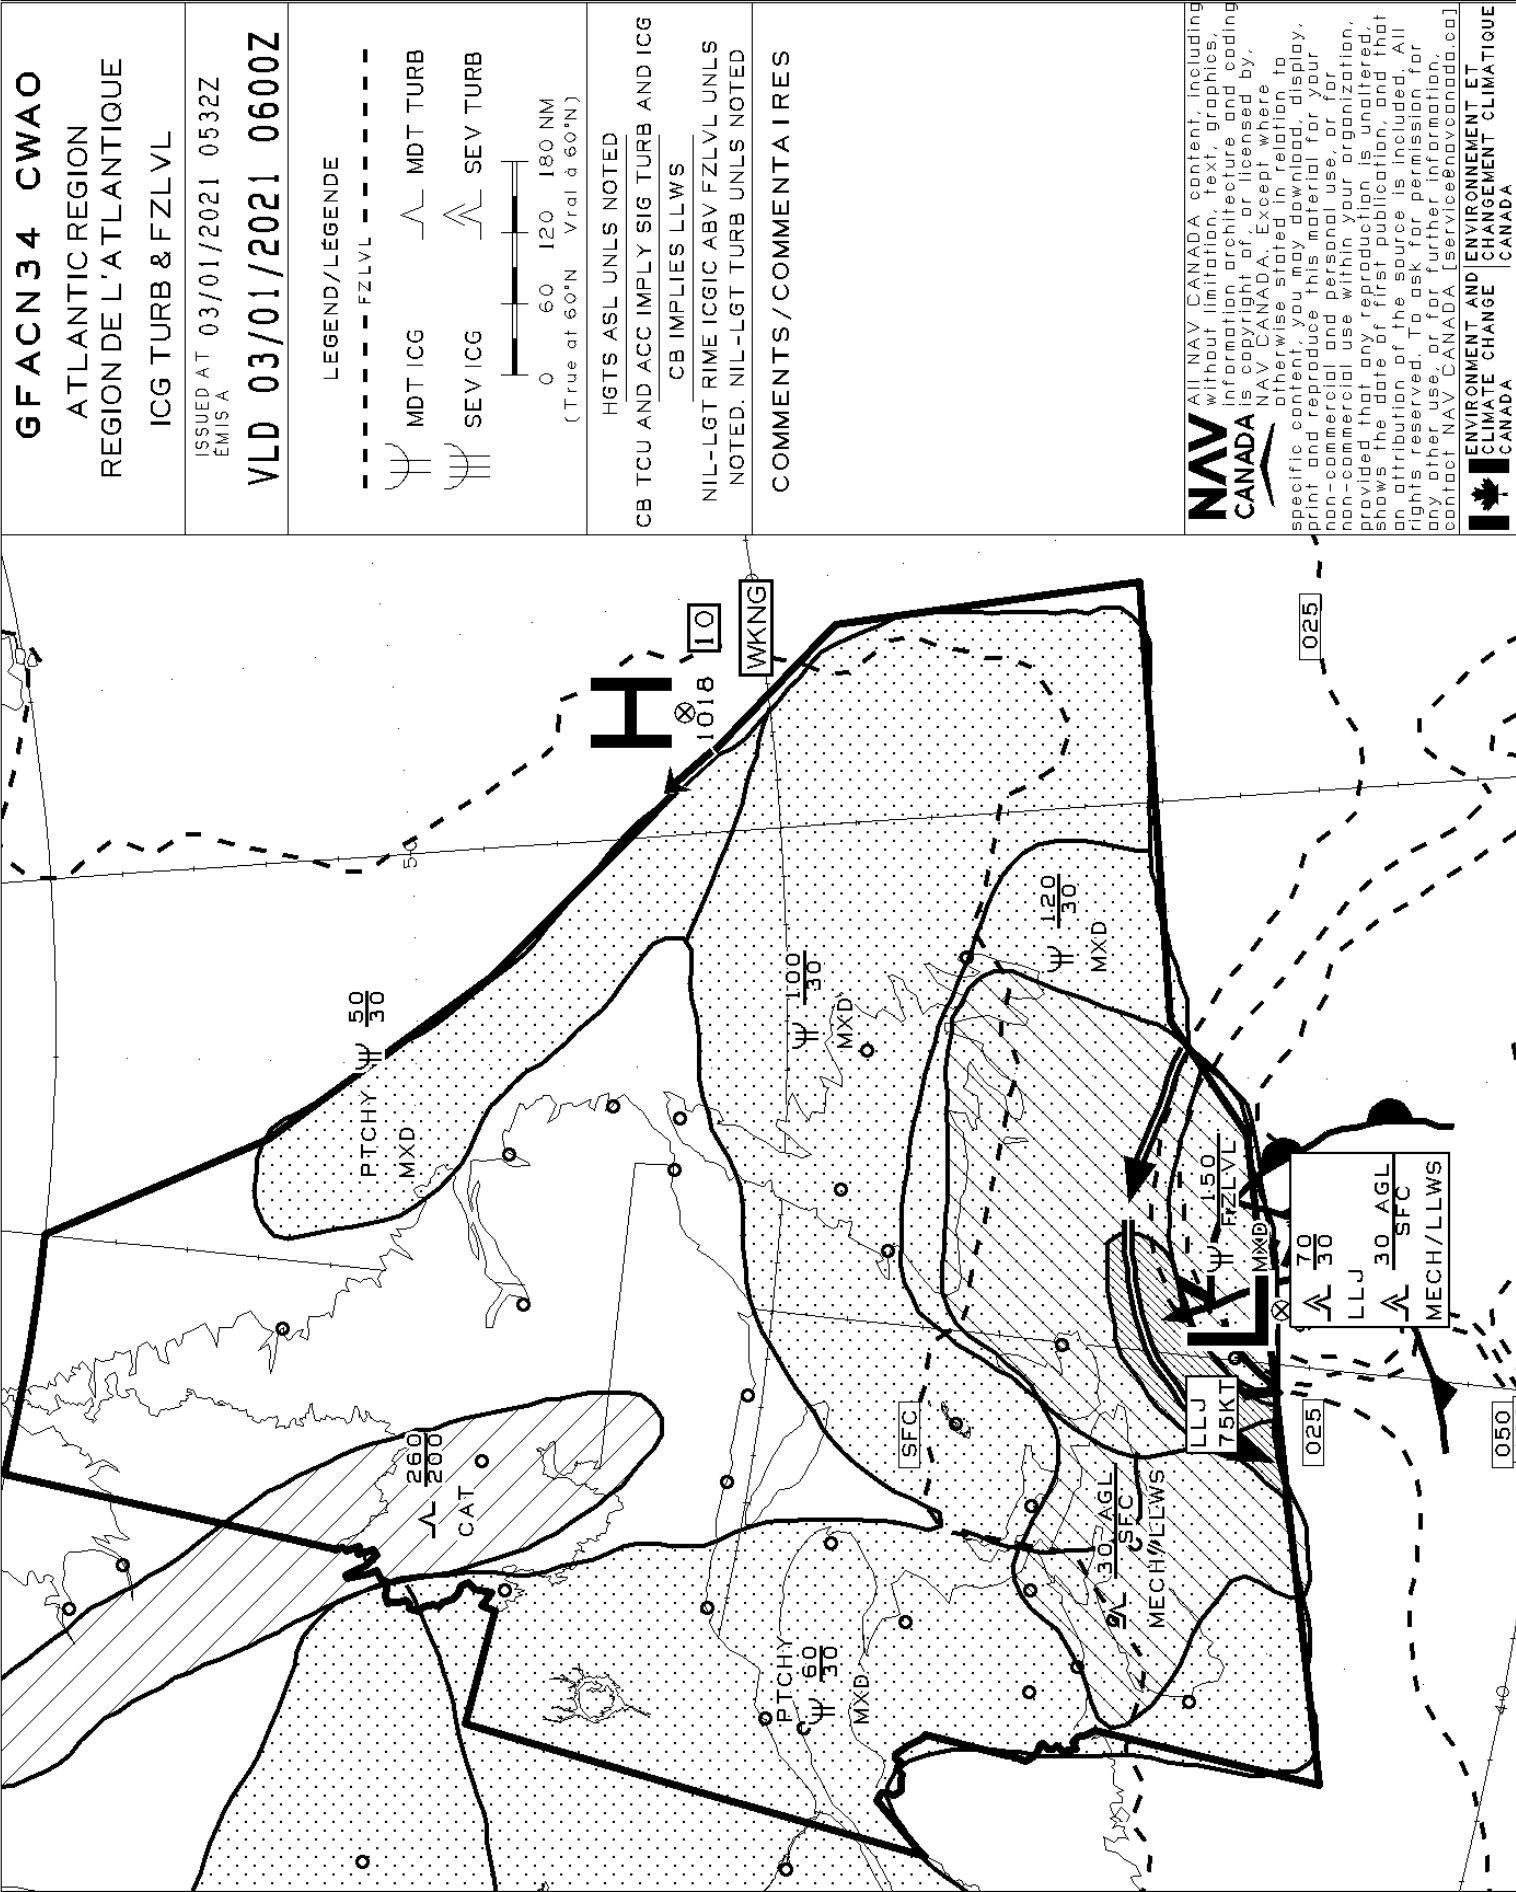 GFACN34 CWAO
ATLANTIC REGION
REGION DE L'ATLANTIQUE
ICG TURB & FZLVL
ISSUED AT 03/01/2021 0532Z
ÉMIS À
VLD 03/01/2021 0600Z
LEGEND/LÉGENDE
FZLVL
MDT ICG
MDT TURB
SEV ICG
SEV TURB
0 60 120 180 NM
(True at 60°N Vrai à 60°N)
HGTS ASL UNLS NOTED
CB TCU AND ACC IMPLY SIG TURB AND ICG
CB IMPLIES LLWS
NIL-LGT RIME ICGIC ABV FZLVL UNLS
NOTED. NIL-LGT TURB UNLS NOTED
COMMENTS/COMMENTAIRES
NAV
CANADA
All NAV CANADA content, including
without limitation, text, graphics,
information architecture and coding
is copyright of, or licensed by,
NAV CANADA. Except where
otherwise stated in relation to
specific content, you may download, display,
print and reproduce this material for your
non-commercial and personal use, or for
non-commercial use within your organization,
provided that any reproduction is unaltered,
shows the date of first publication, and that
an attribution of the source is included. All
rights reserved. To ask for permission for
any other use, or for further information,
contact NAV CANADA [service@navcanada.ca]
ENVIRONMENT AND
CLIMATE CHANGE
CANADA
ENVIRONNEMENT ET
CHANGEMENT CLIMATIQUE
CANADA
H
1018
10
WKNG
50
PTCHY
50
30
MXD
260
200
CAT
100
30
MXD
120
30
MXD
PTCHY
60
30
MXD
SFC
30 AGL
SFC
MECH/LLWS
LLJ
75KT
L
150
FZLVL
MXD
70
30
LLJ
30 AGL
SFC
MECH/LLWS
025
025
050
40